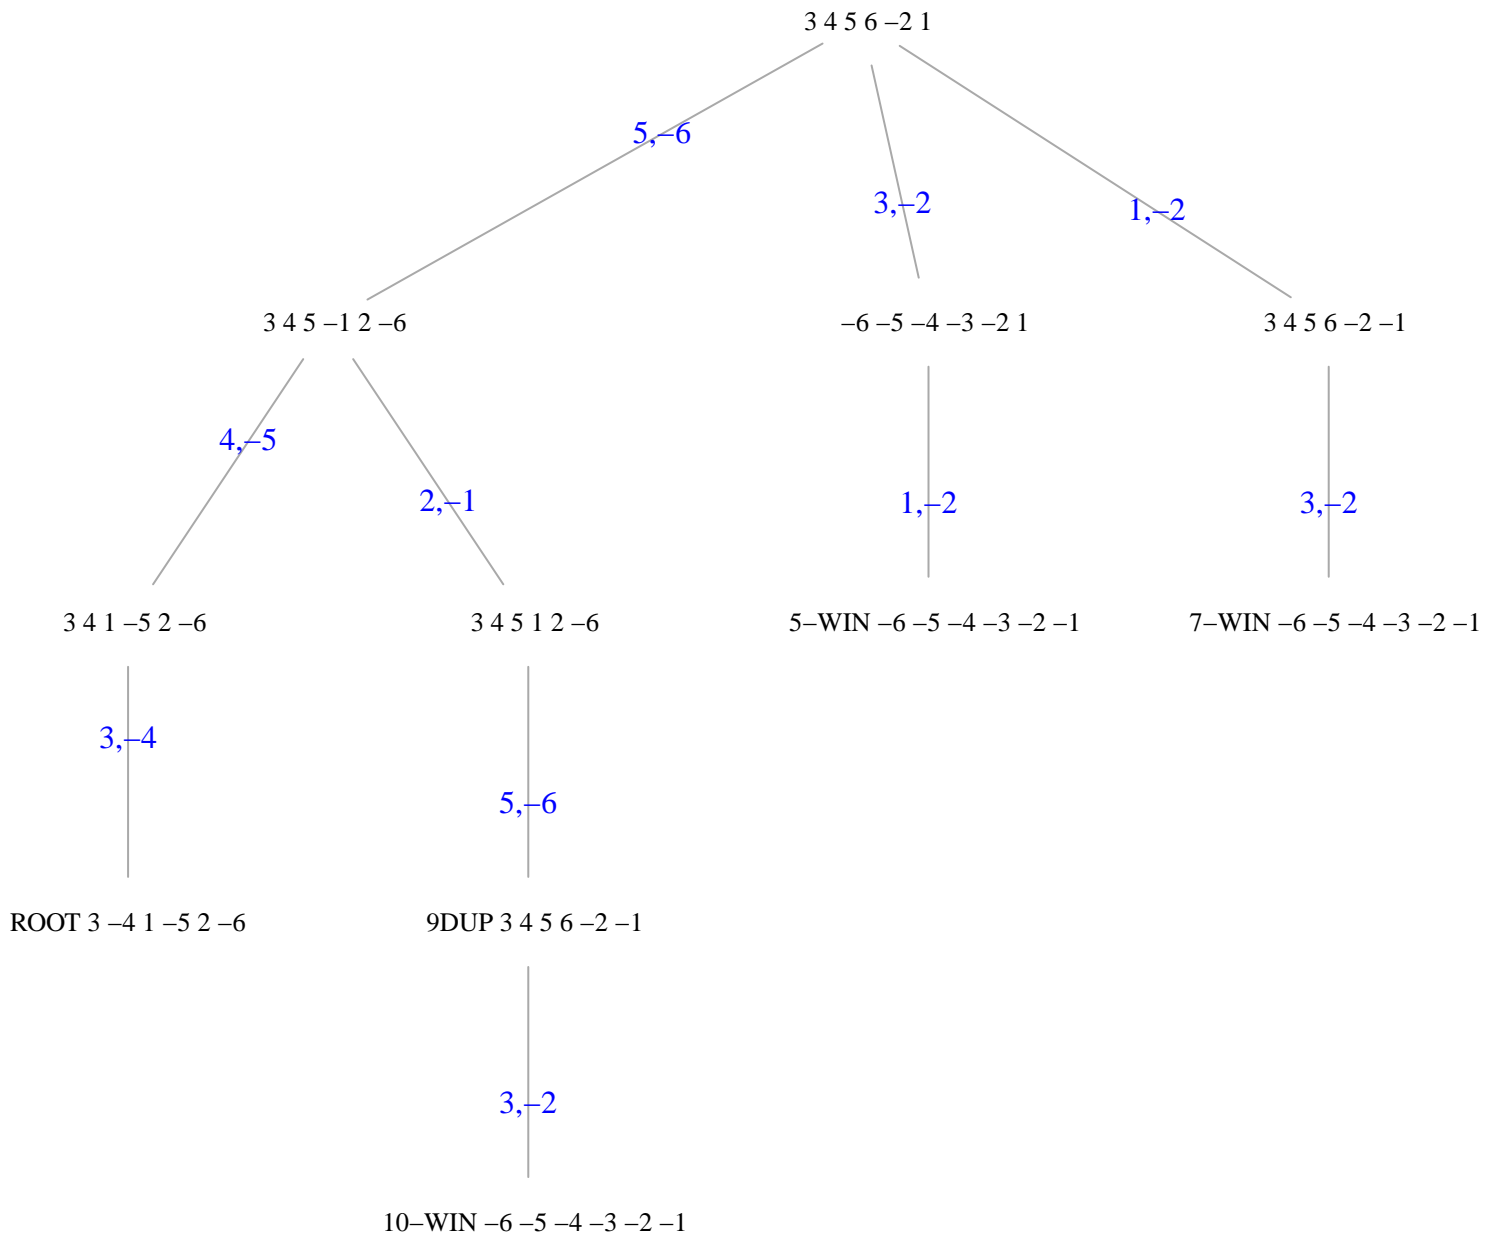 3 4 5 6 –2 1
5,–6
3,–2
1,–2
3 4 5 –1 2 –6
–6 –5 –4 –3 –2 1
3 4 5 6 –2 –1
4,–5
2,–1
1,–2
3,–2
3 4 1 –5 2 –6
3 4 5 1 2 –6
5–WIN –6 –5 –4 –3 –2 –1
7–WIN –6 –5 –4 –3 –2 –1
3,–4
5,–6
ROOT 3 –4 1 –5 2 –6
9DUP 3 4 5 6 –2 –1
3,–2
10–WIN –6 –5 –4 –3 –2 –1